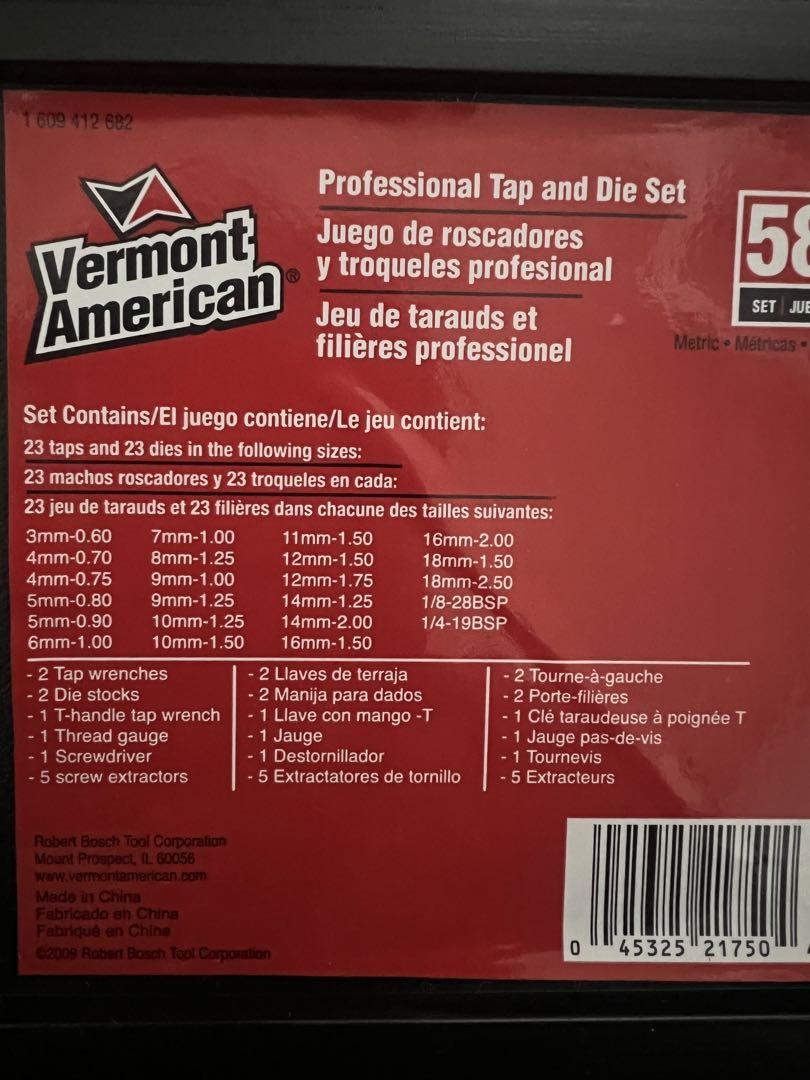 1 609 412 682
Vermont
American®
Professional Tap and Die Set
Juego de roscadores
y troqueles profesional
Jeu de tarauds et
filières professionel
58
SET
Metric • Métricas •
Set Contains/El juego contiene/Le jeu contient:
23 taps and 23 dies in the following sizes:
23 machos roscadores y 23 troqueles en cada:
23 jeu de tarauds et 23 filières dans chacune des tailles suivantes:
3mm-0.60
4mm-0.70
4mm-0.75
5mm-0.80
5mm-0.90
6mm-1.00
7mm-1.00
8mm-1.25
9mm-1.00
9mm-1.25
10mm-1.25
10mm-1.50
11mm-1.50
12mm-1.50
12mm-1.75
14mm-1.25
14mm-2.00
16mm-1.50
16mm-2.00
18mm-1.50
18mm-2.50
1/8-28BSP
1/4-19BSP
- 2 Tap wrenches
- 2 Die stocks
- 1 T-handle tap wrench
- 1 Thread gauge
- 1 Screwdriver
- 5 screw extractors
- 2 Llaves de terraja
- 2 Manija para dados
- 1 Llave con mango -T
- 1 Jauge
- 1 Destornillador
- 5 Extractatores de tornillo
- 2 Tourne-à-gauche
- 2 Porte-filières
- 1 Clé taraudeuse à poignée T
- 1 Jauge pas-de-vis
- 1 Tournevis
- 5 Extracteurs
Robert Bosch Tool Corporation
Mount Prospect, IL 60056
www.vermontamerican.com
Made in China
Fabricado en China
Fabriqué en Chine
©2009 Robert Bosch Tool Corporation
0 45325 21750